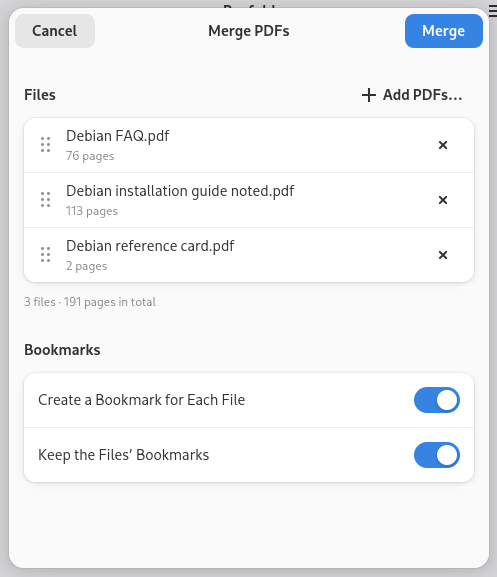 Cancel
Merge PDFs
Merge
Files
Add PDFs...
Debian FAQ.pdf
76 pages
Debian installation guide noted.pdf
113 pages
Debian reference card.pdf
2 pages
3 files · 191 pages in total
Bookmarks
Create a Bookmark for Each File
Keep the Files’ Bookmarks